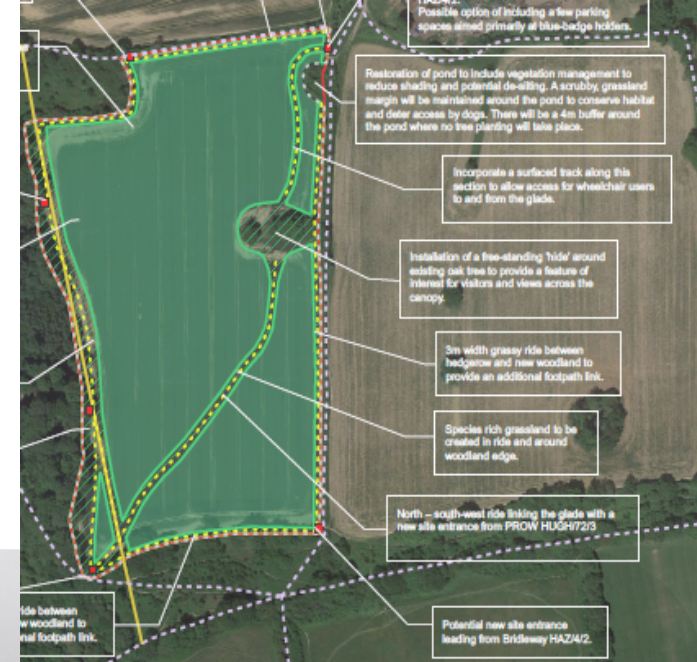 HAZ/4/2.
Possible option of including a few parking
spaces aimed primarily at blue-badge holders.
Restoration of pond to include vegetation management to
reduce shading and potential de-silting. A scrubby, grassland
margin will be maintained around the pond to conserve habitat
and deter access by dogs. There will be a 4m buffer around
the pond where no tree planting will take place.
Incorporate a surfaced track along this
section to allow access for wheelchair users
to and from the glade.
Installation of a free-standing 'hide' around
existing oak tree to provide a feature of
interest for visitors and views across the
canopy.
3m width grassy ride between
hedgerow and new woodland to
provide an additional footpath link.
Species rich grassland to be
created in ride and around
woodland edge.
North – south-west ride linking the glade with a
new site entrance from PROW HUGH/72/3
ride between
w woodland to
nal footpath link.
Potential new site entrance
leading from Bridleway HAZ/4/2.